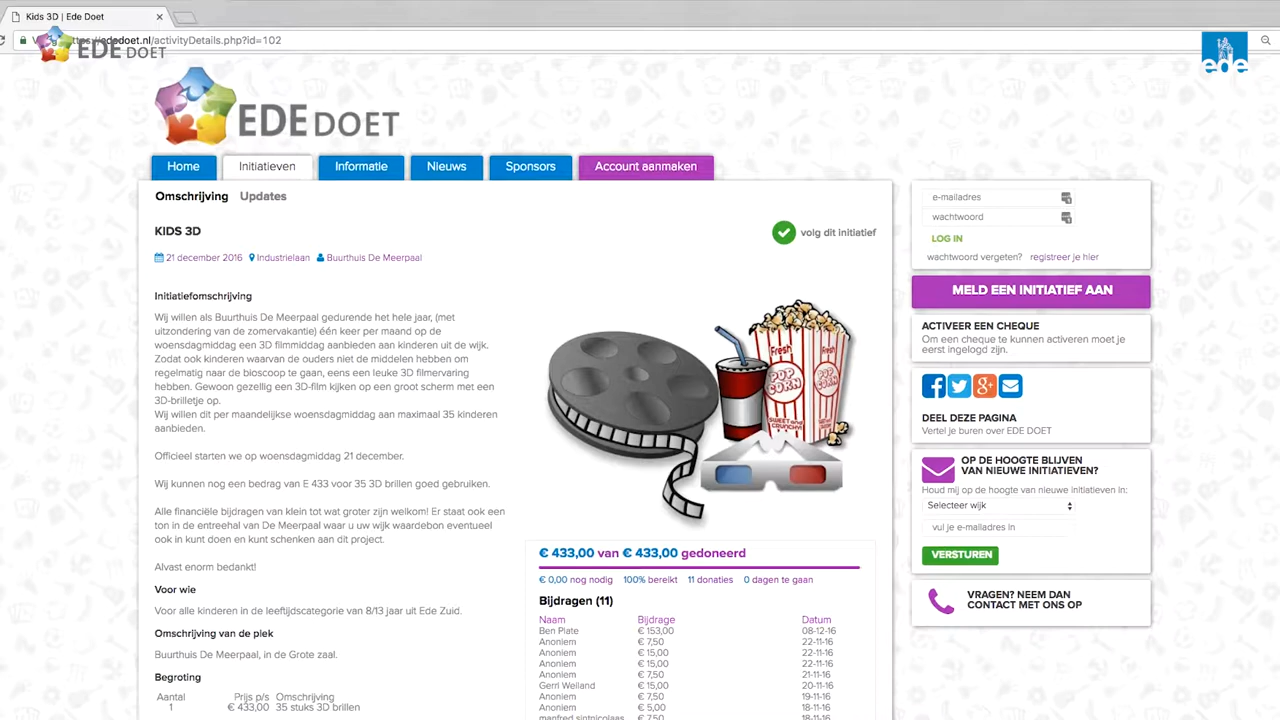 Kids 3D | Ede Doet
ededoet.nl/activityDetails.php?id=102
EDE DOET
ede
EDE DOET
Home
Initiatieven
Informatie
Nieuws
Sponsors
Account aanmaken
Omschrijving Updates
KIDS 3D
volg dit initiatief
21 december 2016 Industrielaan Buurthuis De Meerpaal
Initiatiefomschrijving
Wij willen als Buurthuis De Meerpaal gedurende het hele jaar, (met
uitzondering van de zomervakantie) één keer per maand op de
woensdagmiddag een 3D filmmiddag aanbieden aan kinderen uit de wijk.
Zodat ook kinderen waarvan de ouders niet de middelen hebben om
regelmatig naar de bioscoop te gaan, eens een leuke 3D filmervaring
hebben. Gewoon gezellig een 3D-film kijken op een groot scherm met een
3D-brilletje op.
Wij willen dit per maandelijkse woensdagmiddag aan maximaal 35 kinderen
aanbieden.
Officieel starten we op woensdagmiddag 21 december.
Wij kunnen nog een bedrag van E 433 voor 35 3D brillen goed gebruiken.
Alle financiële bijdragen van klein tot wat groter zijn welkom! Er staat ook een
ton in de entreehal van De Meerpaal waar u uw wijk waardebon eventueel
ook in kunt doen en kunt schenken aan dit project.
Alvast enorm bedankt!
Voor wie
Voor alle kinderen in de leeftijdscategorie van 8/13 jaar uit Ede Zuid.
Omschrijving van de plek
Buurthuis De Meerpaal, in de Grote zaal.
Begroting
Aantal Prijs p/s Omschrijving
1 € 433,00 35 stuks 3D brillen
Fresh
Fresh
POP CORN
POP CORN
SWEET and CRUNCHY!
€ 433,00 van € 433,00 gedoneerd
€ 0,00 nog nodig 100% bereikt 11 donaties 0 dagen te gaan
Bijdragen (11)
Naam Bijdrage Datum
Ben Plate € 153,00 08-12-16
Anoniem € 7,50 22-11-16
Anoniem € 15,00 22-11-16
Anoniem € 15,00 22-11-16
Anoniem € 7,50 21-11-16
Gerri Weiland € 15,00 20-11-16
Anoniem € 7,50 19-11-16
Anoniem € 5,00 18-11-16
manfred sintnicolaas € 7,50 18-11-16
e-mailadres
wachtwoord
LOG IN
wachtwoord vergeten? registreer je hier
MELD EEN INITIATIEF AAN
ACTIVEER EEN CHEQUE
Om een cheque te kunnen activeren moet je
eerst ingelogd zijn.
DEEL DEZE PAGINA
Vertel je buren over EDE DOET
OP DE HOOGTE BLIJVEN
VAN NIEUWE INITIATIEVEN?
Houd mij op de hoogte van nieuwe initiatieven in:
Selecteer wijk
vul je e-mailadres in
VERSTUREN
VRAGEN? NEEM DAN
CONTACT MET ONS OP